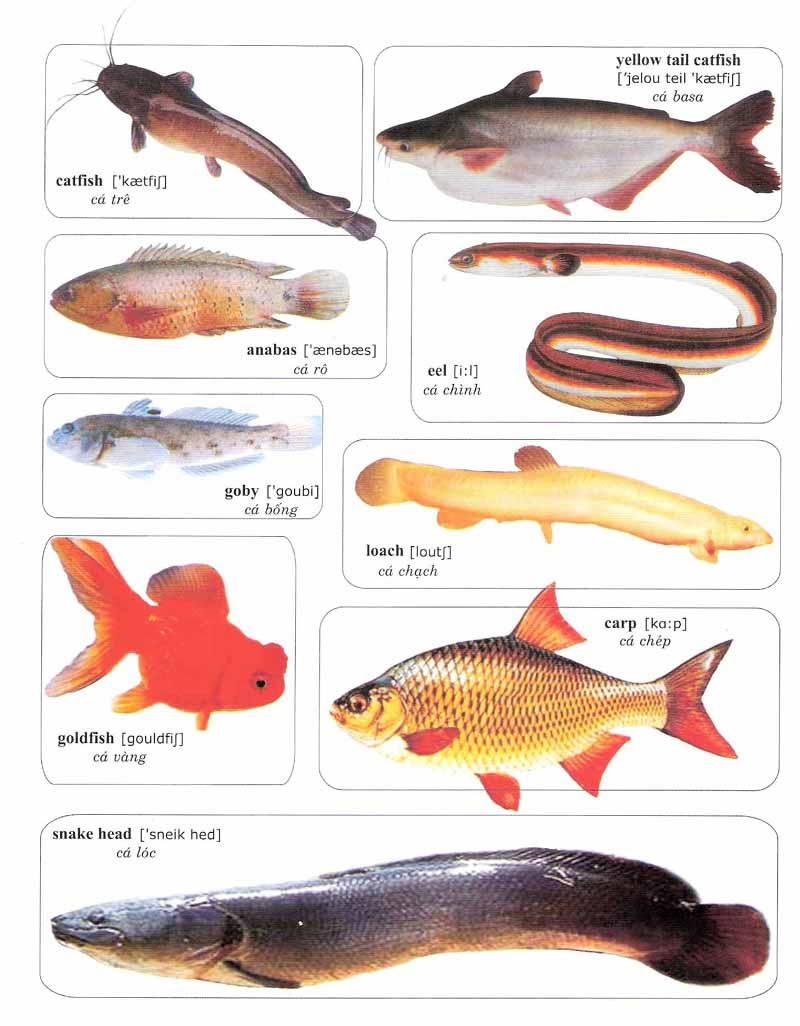 catfish ['kætfiʃ]
cá trê
yellow tail catfish
['jelou teil 'kætfiʃ]
cá basa
anabas ['ænəbæs]
cá rô
eel [i:l]
cá chình
goby ['goubi]
cá bống
loach [loutʃ]
cá chạch
goldfish [gouldfiʃ]
cá vàng
carp [kɑ:p]
cá chép
snake head ['sneik hed]
cá lóc